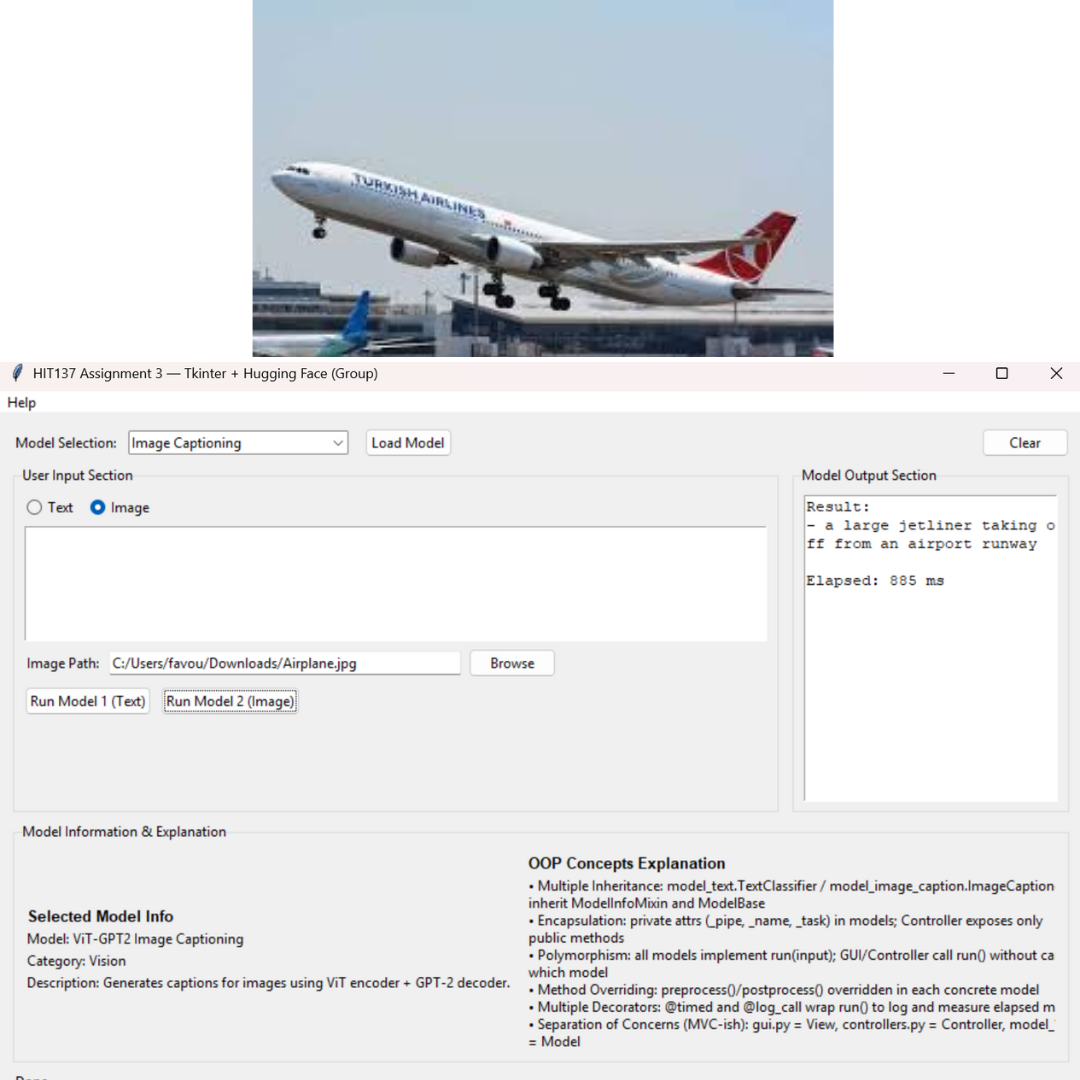 TURKISH AIRLINES
HIT137 Assignment 3 — Tkinter + Hugging Face (Group)
Help
Model Selection: Image Captioning Load Model Clear
User Input Section
Text Image
Image Path: C:/Users/favou/Downloads/Airplane.jpg Browse
Run Model 1 (Text) Run Model 2 (Image)
Model Output Section
Result:
- a large jetliner taking o
ff from an airport runway
Elapsed: 885 ms
Model Information & Explanation
Selected Model Info
Model: ViT-GPT2 Image Captioning
Category: Vision
Description: Generates captions for images using ViT encoder + GPT-2 decoder.
OOP Concepts Explanation
• Multiple Inheritance: model_text.TextClassifier / model_image_caption.ImageCaption
inherit ModelInfoMixin and ModelBase
• Encapsulation: private attrs (_pipe, _name, _task) in models; Controller exposes only
public methods
• Polymorphism: all models implement run(input); GUI/Controller call run() without ca
which model
• Method Overriding: preprocess()/postprocess() overridden in each concrete model
• Multiple Decorators: @timed and @log_call wrap run() to log and measure elapsed m
• Separation of Concerns (MVC-ish): gui.py = View, controllers.py = Controller, model_
= Model